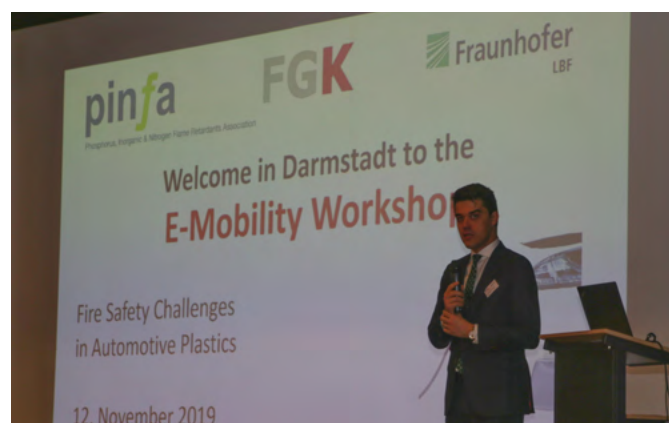 pinfa
Phosphorus, Inorganic & Nitrogen Flame Retardants Association
FGK
Fraunhofer
LBF
Welcome in Darmstadt to the
E-Mobility Workshop
Fire Safety Challenges
in Automotive Plastics
12. November 2019